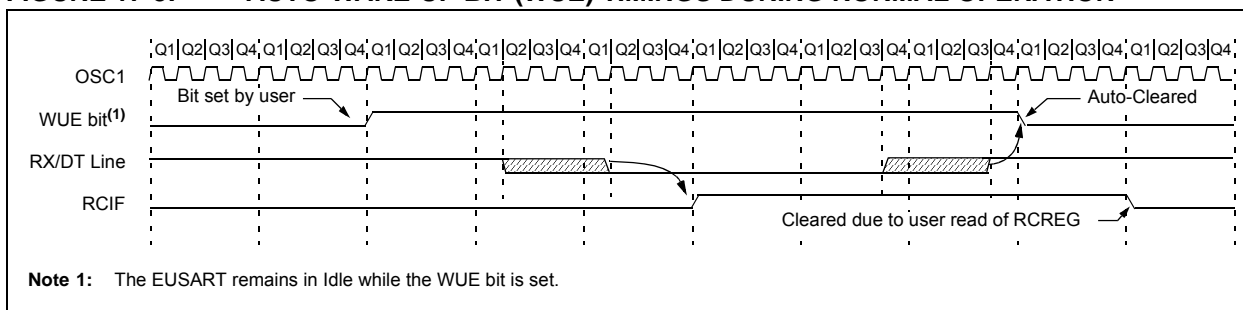 FIGURE AUTO-WAKE-UP BIT (WUE) TIMINGS DURING NORMAL OPERATION
Q1 Q2 Q3 Q4 Q1 Q2 Q3 Q4 Q1 Q2 Q3 Q4 Q1 Q2 Q3 Q4 Q1 Q2 Q3 Q4 Q1 Q2 Q3 Q4 Q1 Q2 Q3 Q4 Q1 Q2 Q3 Q4 Q1 Q2 Q3 Q4 Q1 Q2 Q3 Q4
OSC1
Bit set by user
Auto-Cleared
WUE bit(1)
RX/DT Line
RCIF
Cleared due to user read of RCREG
Note 1: The EUSART remains in Idle while the WUE bit is set.